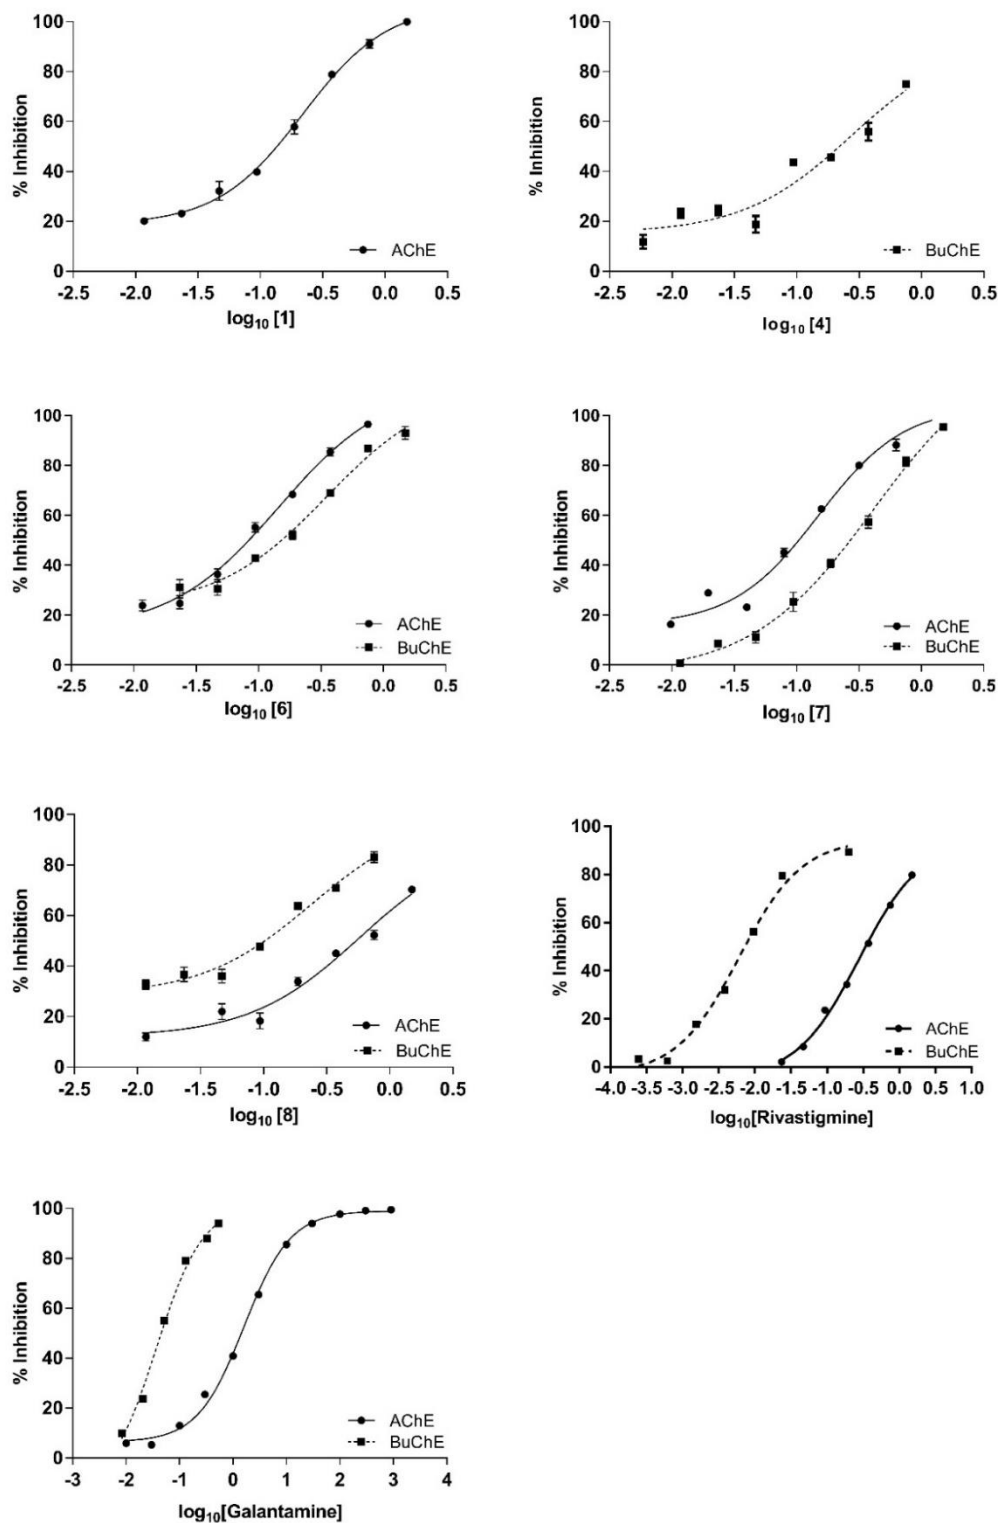 100
80
60
40
20
0
% Inhibition
AChE
-2.5 -2.0 -1.5 -1.0 -0.5 0.0 0.5
log10 [1]
100
80
60
40
20
0
% Inhibition
BuChE
-2.5 -2.0 -1.5 -1.0 -0.5 0.0 0.5
log10 [4]
100
80
60
40
20
0
% Inhibition
AChE
BuChE
-2.5 -2.0 -1.5 -1.0 -0.5 0.0 0.5
log10 [6]
100
80
60
40
20
0
% Inhibition
AChE
BuChE
-2.5 -2.0 -1.5 -1.0 -0.5 0.0 0.5
log10 [7]
100
80
60
40
20
0
% Inhibition
AChE
BuChE
-2.5 -2.0 -1.5 -1.0 -0.5 0.0 0.5
log10 [8]
100
80
60
40
20
0
% Inhibition
AChE
BuChE
-4.0 -3.5 -3.0 -2.5 -2.0 -1.5 -1.0 -0.5 0.0 0.5 1.0
log10[Rivastigmine]
100
80
60
40
20
0
% Inhibition
AChE
BuChE
-3 -2 -1 0 1 2 3 4
log10[Galantamine]